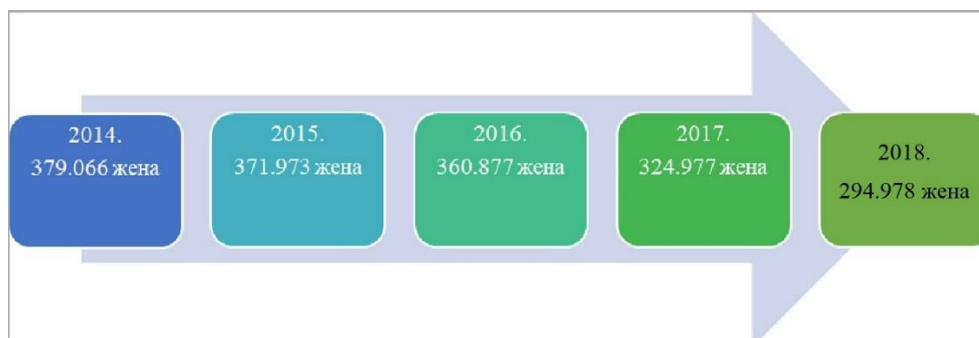 2014.
379.066 жена
2015.
371.973 жена
2016.
360.877 жена
2017.
324.977 жена
2018.
294.978 жена